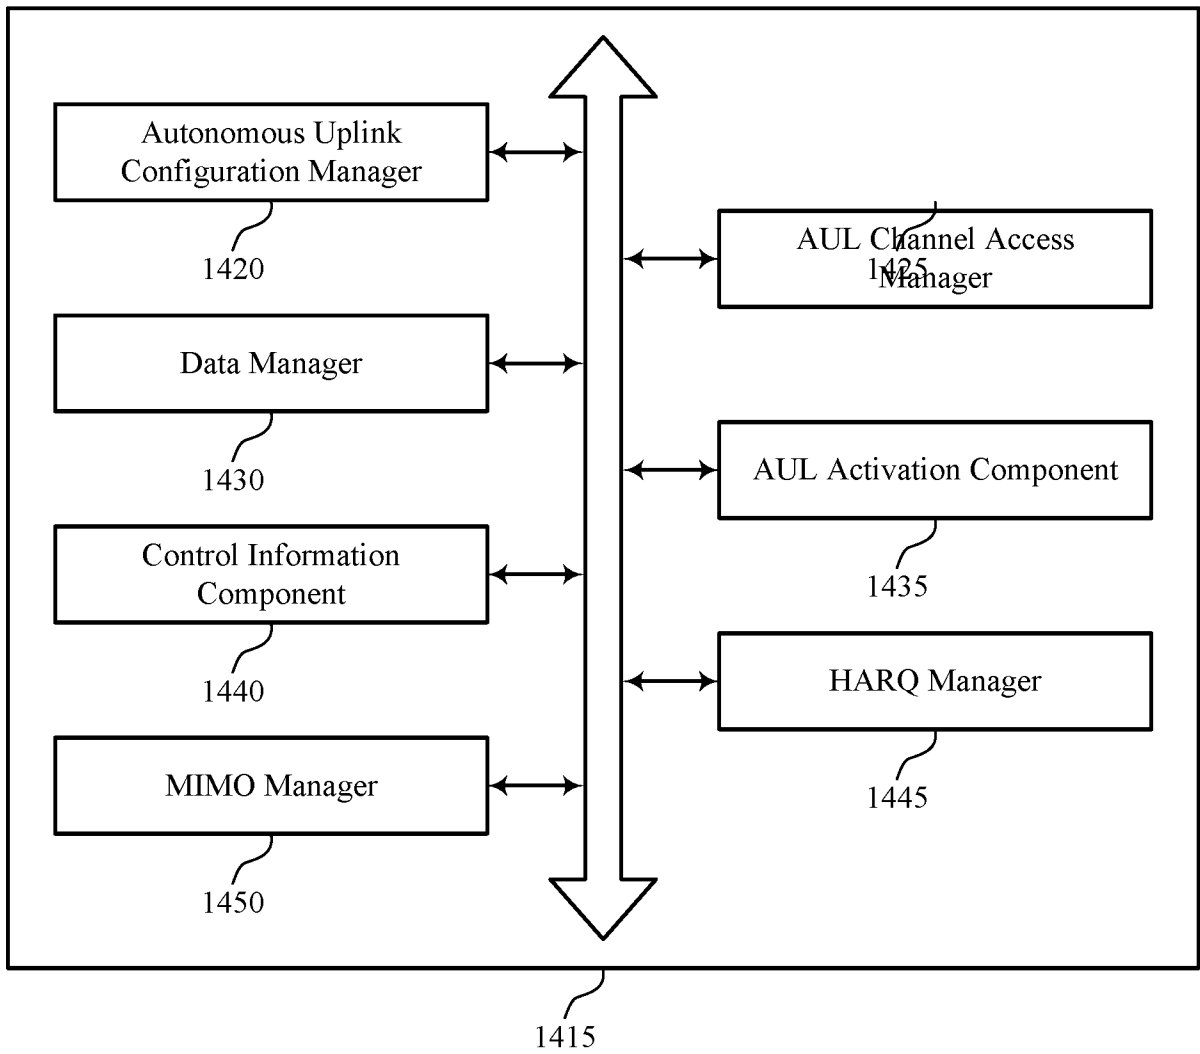 Autonomous Uplink
Configuration Manager
1420
AUL Channel Access
Manager
1425
Data Manager
1430
AUL Activation Component
1435
Control Information
Component
1440
HARQ Manager
1445
MIMO Manager
1450
1415